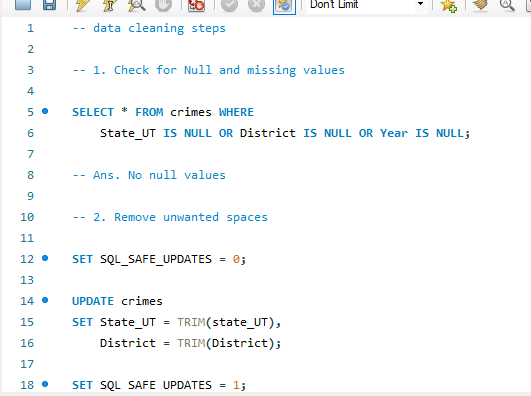 Don't Limit
1 -- data cleaning steps
2
3 -- 1. Check for Null and missing values
4
5 SELECT * FROM crimes WHERE
6 State_UT IS NULL OR District IS NULL OR Year IS NULL;
7
8 -- Ans. No null values
9
10 -- 2. Remove unwanted spaces
11
12 SET SQL_SAFE_UPDATES = 0;
13
14 UPDATE crimes
15 SET State_UT = TRIM(state_UT),
16 District = TRIM(District);
17
18 SET SQL_SAFE_UPDATES = 1;